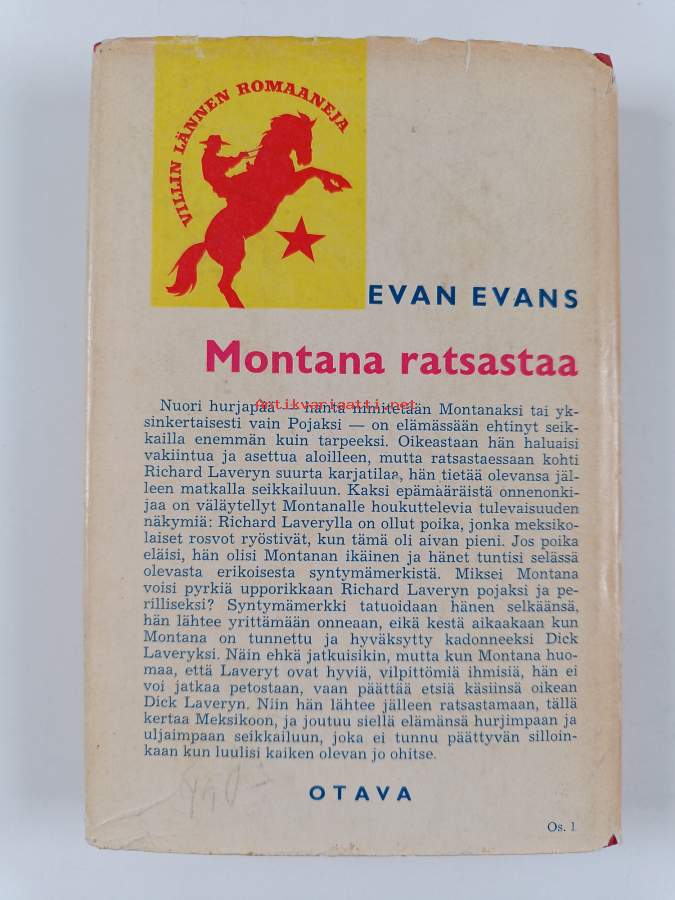 VILLIN LÄNNEN ROMAANEJA
EVAN EVANS
Montana ratsastaa
Nuori hurjapää — häntä nimitetään Montanaksi tai yk-
Antikvariaatti.net
sinkertaisesti vain Pojaksi — on elämässään ehtinyt seik-
kailla enemmän kuin tarpeeksi. Oikeastaan hän haluaisi
vakiintua ja asettua aloilleen, mutta ratsastaessaan kohti
Richard Laveryn suurta karjatilaa, hän tietää olevansa jäl-
leen matkalla seikkailuun. Kaksi epämääräistä onnenonki-
jaa on väläytellyt Montanalle houkuttelevia tulevaisuuden
näkymiä: Richard Laverylla on ollut poika, jonka meksiko-
laiset rosvot ryöstivät, kun tämä oli aivan pieni. Jos poika
eläisi, hän olisi Montanan ikäinen ja hänet tuntisi selässä
olevasta erikoisesta syntymämerkistä. Miksei Montana
voisi pyrkiä upporikkaan Richard Laveryn pojaksi ja pe-
rilliseksi? Syntymämerkki tatuoidaan hänen selkäänsä,
hän lähtee yrittämään onneaan, eikä kestä aikaakaan kun
Montana on tunnettu ja hyväksytty kadonneeksi Dick
Laveryksi. Näin ehkä jatkuisikin, mutta kun Montana huo-
maa, että Laveryt ovat hyviä, vilpittömiä ihmisiä, hän ei
voi jatkaa petostaan, vaan päättää etsiä käsiinsä oikean
Dick Laveryn. Niin hän lähtee jälleen ratsastamaan, tällä
kertaa Meksikoon, ja joutuu siellä elämänsä hurjimpaan ja
uljaimpaan seikkailuun, joka ei tunnu päättyvän silloin-
kaan kun luulisi kaiken olevan jo ohitse.
OTAVA
Os. 1